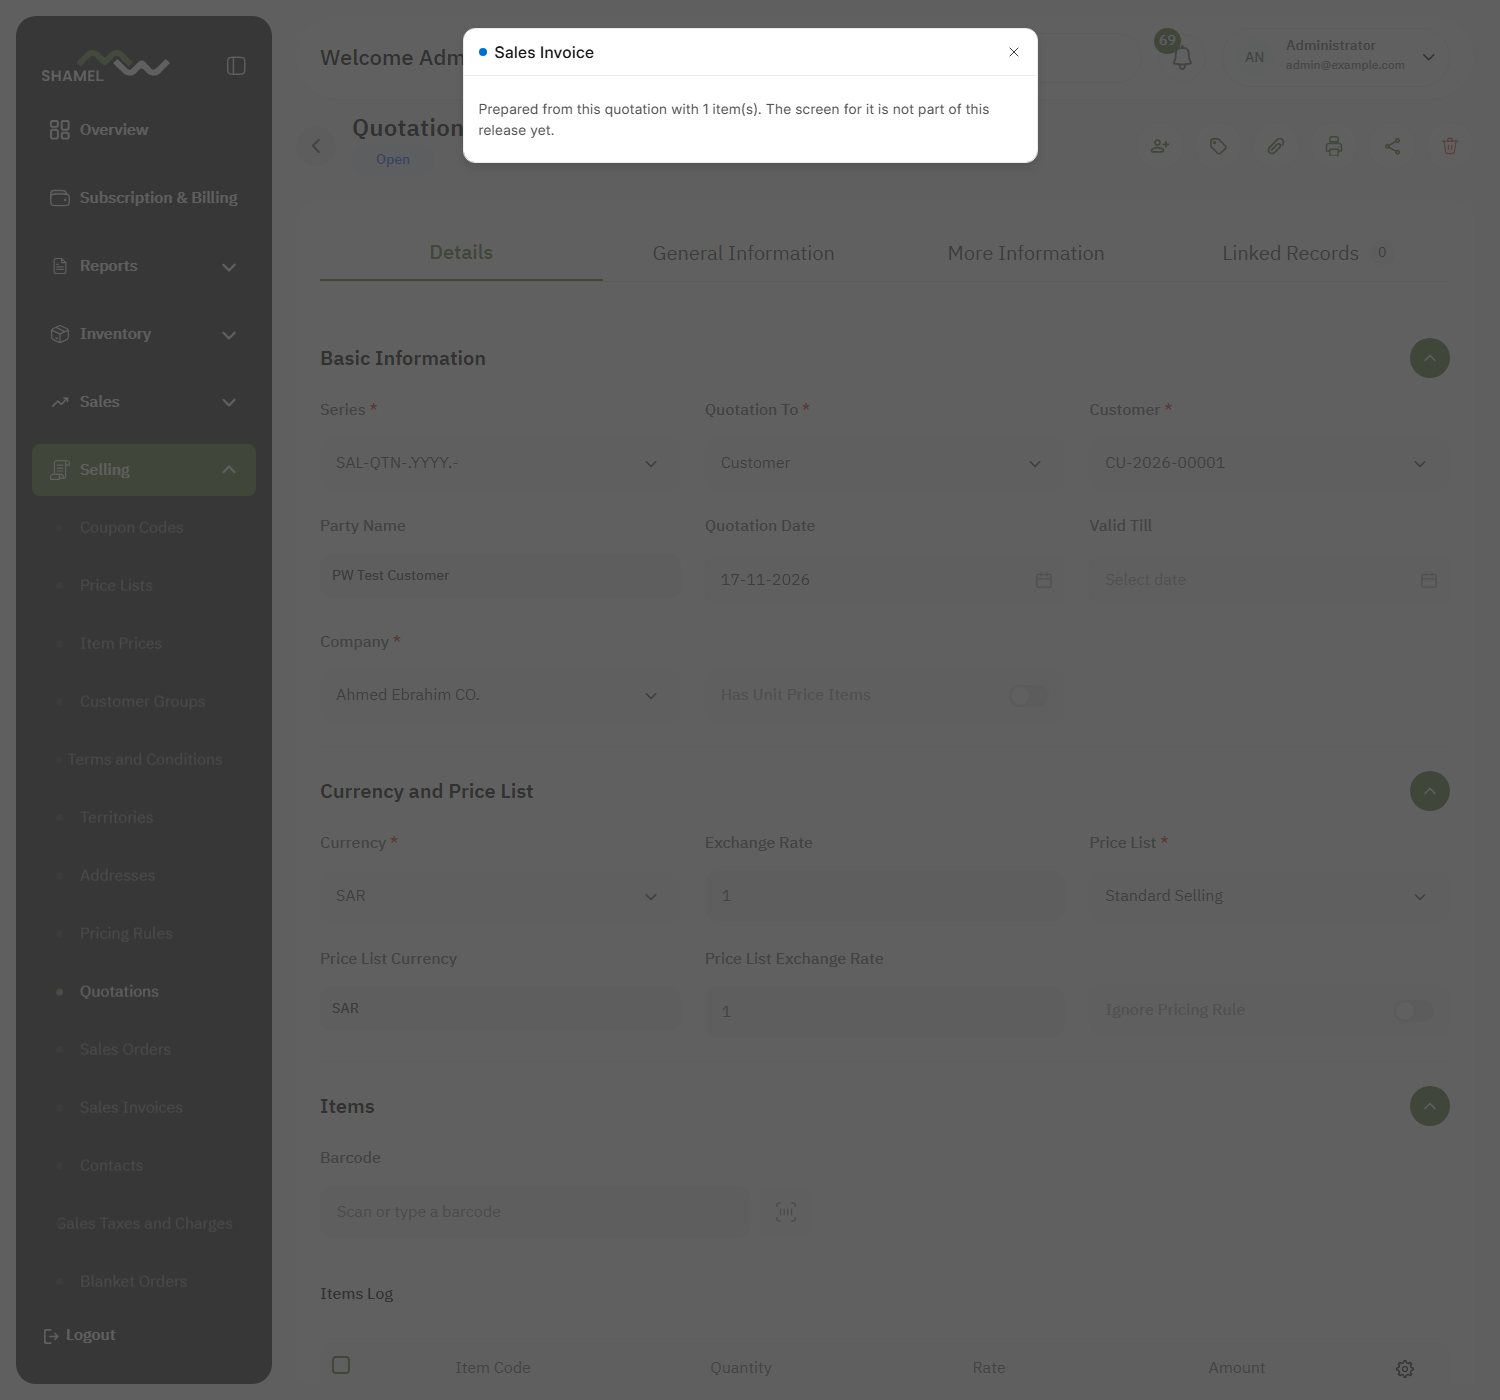 SHAMEL
Overview
Subscription & Billing
Reports
Inventory
Sales
Selling
Coupon Codes
Price Lists
Item Prices
Customer Groups
Terms and Conditions
Territories
Addresses
Pricing Rules
Quotations
Sales Orders
Sales Invoices
Contacts
Sales Taxes and Charges
Blanket Orders
Logout
Welcome Adm
69
AN
Administrator
admin@example.com
Sales Invoice
Prepared from this quotation with 1 item(s). The screen for it is not part of this
release yet.
Quotation
Open
Details
General Information
More Information
Linked Records 0
Basic Information
Series *
Quotation To *
Customer *
SAL-QTN-.YYYY.-
Customer
CU-2026-00001
Party Name
Quotation Date
Valid Till
PW Test Customer
17-11-2026
Select date
Company *
Ahmed Ebrahim CO.
Has Unit Price Items
Currency and Price List
Currency *
Exchange Rate
Price List *
SAR
1
Standard Selling
Price List Currency
Price List Exchange Rate
SAR
1
Ignore Pricing Rule
Items
Barcode
Scan or type a barcode
Items Log
Item Code
Quantity
Rate
Amount